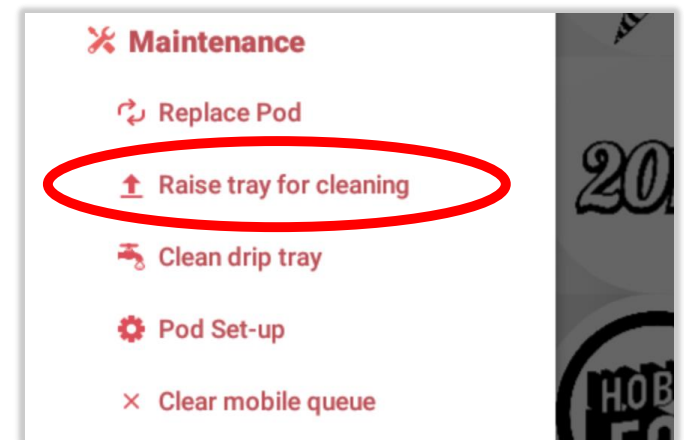 Maintenance
Replace Pod
Raise tray for cleaning
Clean drip tray
Pod Set-up
Clear mobile queue